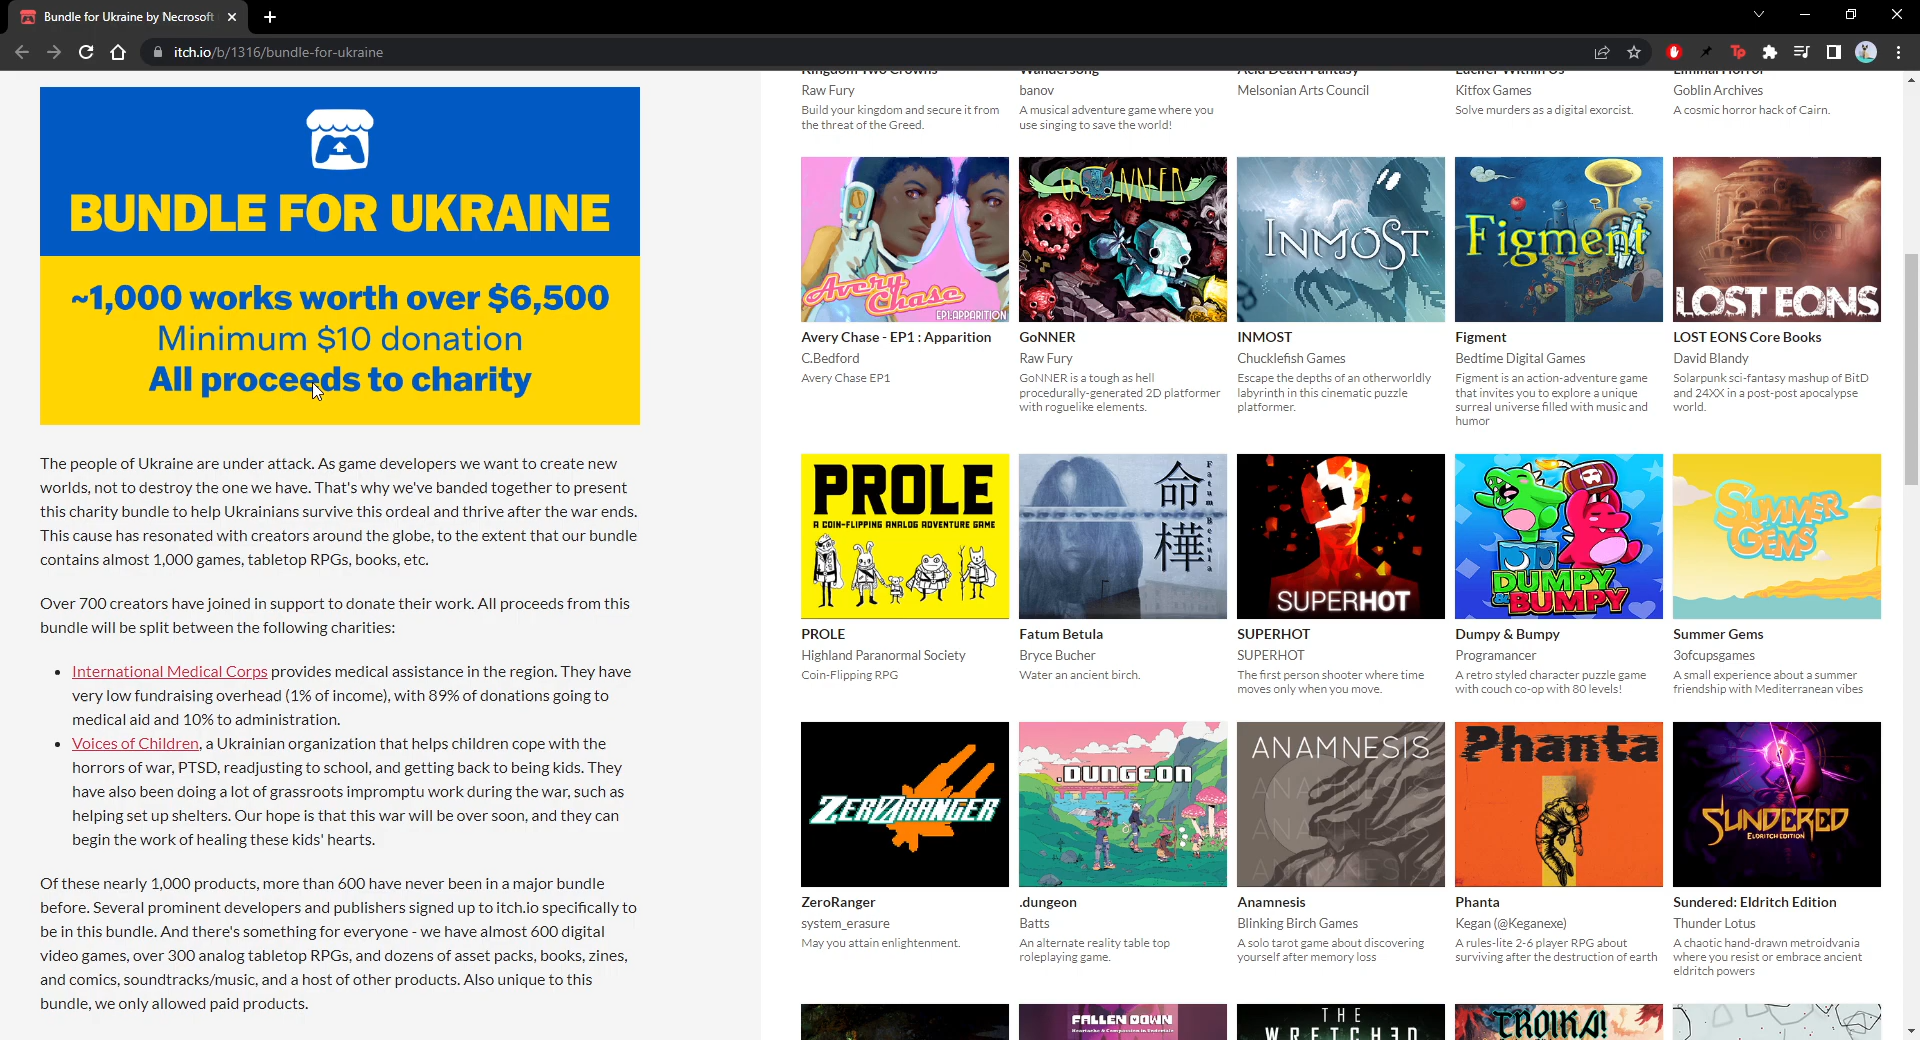 Bundle for Ukraine by Necrosoft
itch.io/b/1316/bundle-for-ukraine
Tp
BUNDLE FOR UKRAINE
~1,000 works worth over $6,500
Minimum $10 donation
All proceeds to charity
The people of Ukraine are under attack. As game developers we want to create new
worlds, not to destroy the one we have. That's why we've banded together to present
this charity bundle to help Ukrainians survive this ordeal and thrive after the war ends.
This cause has resonated with creators around the globe, to the extent that our bundle
contains almost 1,000 games, tabletop RPGs, books, etc.
Over 700 creators have joined in support to donate their work. All proceeds from this
bundle will be split between the following charities:
• International Medical Corps provides medical assistance in the region. They have
very low fundraising overhead (1% of income), with 89% of donations going to
medical aid and 10% to administration.
• Voices of Children, a Ukrainian organization that helps children cope with the
horrors of war, PTSD, readjusting to school, and getting back to being kids. They
have also been doing a lot of grassroots impromptu work during the war, such as
helping set up shelters. Our hope is that this war will be over soon, and they can
begin the work of healing these kids' hearts.
Of these nearly 1,000 products, more than 600 have never been in a major bundle
before. Several prominent developers and publishers signed up to itch.io specifically to
be in this bundle. And there's something for everyone - we have almost 600 digital
video games, over 300 analog tabletop RPGs, and dozens of asset packs, books, zines,
and comics, soundtracks/music, and a host of other products. Also unique to this
bundle, we only allowed paid products.
Kingdom Two Crowns
Raw Fury
Build your kingdom and secure it from
the threat of the Greed.
Wandersong
banov
A musical adventure game where you
use singing to save the world!
Acid Death Fantasy
Melsonian Arts Council
Lucifer Within Us
Kitfox Games
Solve murders as a digital exorcist.
Liminal Horror
Goblin Archives
A cosmic horror hack of Cairn.
Avery
Chase
EP1:APPARITION
Avery Chase - EP1 : Apparition
C.Bedford
Avery Chase EP1
GONNER
GoNNER
Raw Fury
GoNNER is a tough as hell
procedurally-generated 2D platformer
with roguelike elements.
INMOST
INMOST
Chucklefish Games
Escape the depths of an otherworldly
labyrinth in this cinematic puzzle
platformer.
Figment
Figment
Bedtime Digital Games
Figment is an action-adventure game
that invites you to explore a unique
surreal universe filled with music and
humor
LOST EONS
LOST EONS Core Books
David Blandy
Solarpunk sci-fantasy mashup of BitD
and 24XX in a post-post apocalypse
world.
PROLE
A COIN-FLIPPING ANALOG ADVENTURE GAME
PROLE
Highland Paranormal Society
Coin-Flipping RPG
命樺
Fatum Betula
Fatum Betula
Bryce Bucher
Water an ancient birch.
SUPERHOT
SUPERHOT
SUPERHOT
The first person shooter where time
moves only when you move.
DUMPY
& BUMPY
Dumpy & Bumpy
Programancer
A retro styled character puzzle game
with couch co-op with 80 levels!
SUMMER
GEMS
Summer Gems
3ofcupsgames
A small experience about a summer
friendship with Mediterranean vibes
ZERORANGER
ZeroRanger
system_erasure
May you attain enlightenment.
.DUNGEON
.dungeon
Batts
An alternate reality table top
roleplaying game.
ANAMNESIS
ANAMNESIS
ANAMNESIS
ANAMNESIS
Anamnesis
Blinking Birch Games
A solo tarot game about discovering
yourself after memory loss
Phanta
Phanta
Kegan (@Keganexe)
A rules-lite 2-6 player RPG about
surviving after the destruction of earth
SUNDERED
ELDRITCH EDITION
Sundered: Eldritch Edition
Thunder Lotus
A chaotic hand-drawn metroidvania
where you resist or embrace ancient
eldritch powers
FALLEN DOWN
Heartache & Compassion in Undertale
THE
WRETCHED
TROIKA!